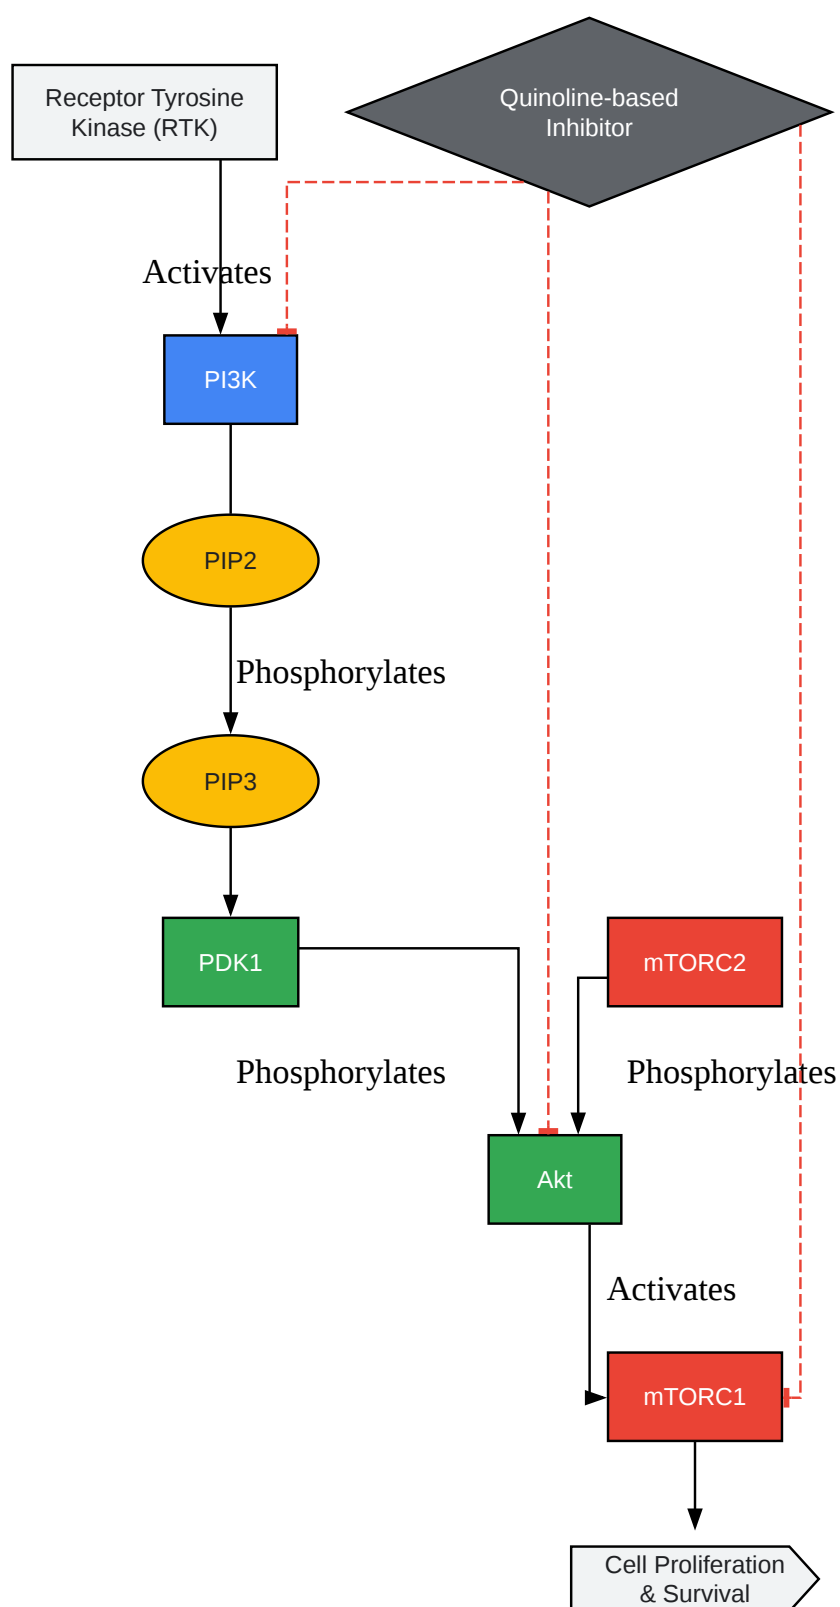 Receptor Tyrosine
Kinase (RTK)
Quinoline-based
Inhibitor
Activates
PI3K
PIP2
Phosphorylates
PIP3
PDK1
mTORC2
Phosphorylates
Phosphorylates
Akt
Activates
mTORC1
Cell Proliferation
& Survival